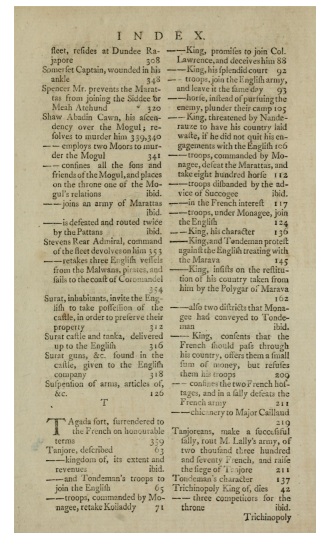 I N D E X.
fleet, resides at Dundee Ra-
japore 308
Somerset Captain, wounded in his
ankle 348
Spencer Mr. prevents the Marat-
tas from joining the Siddee or
Meah Atchund 320
Shaw Abadin Cawn, his ascen-
dency over the Mogul; re-
solves to murder him 339,340
—— employs two Moors to mur-
der the Mogul 341
—— confines all the sons and
friends of the Mogul, and places
on the throne one of the Mo-
gul's relations ibid.
—— joins an army of Marattas
ibid.
—— is defeated and routed twice
by the Pattans ibid.
Stevens Rear Admiral, command
of the fleet devolves on him 353
—— retakes three English vessels
from the Malwans, pirates, and
sails to the coast of Coromandel
354
Surat, inhabitants, invite the Eng-
lish to take possession of the
castle, in order to preserve their
property 312
Surat castle and tanka, delivered
up to the English 316
Surat guns, &c. found in the
castle, given to the English
company 318
Suspension of arms, articles of,
&c. 126
T
TAgada fort, surrendered to
the French on honourable
terms 359
Tanjore, described 63
—— kingdom of, its extent and
revenues ibid.
—— and Tondeman's troops to
join the English 65
—— troops, commanded by Mo-
nagee, retake Koiladdy 71
—— King, promises to join Col.
Lawrence, and deceives him 88
—— King, his splendid court 92
—— troops, join the English army,
and leave it the same day 93
—— horse, instead of pursuing the
enemy, plunder their camp 105
—— King, threatened by Nande-
raure to have his country laid
waste, if he did not quit his en-
gagements with the English 106
—— troops, commanded by Mo-
nagee, defeat the Marattas, and
take eight hundred horse 112
—— troops disbanded by the ad-
vice of Succogee ibid.
—— in the French interest 117
—— troops, under Monagee, join
the English 124
—— King, his character 136
—— King, and Tondeman protest
against the English treating with
the Marava 145
—— King, insists on the restitu-
tion of his country taken from
him by the Polygar of Marava
162
—— also two districts that Mona-
gee had conveyed to Tonde-
man ibid.
—— King, consents that the
French should pass through
his country, offers them a small
sum of money, but refuses
them his troops 209
—— confines the two French hos-
tages, and in a sally defeats the
French army 211
—— chicanery to Major Caillaud
219
Tanjoreans, make a successful
sally, rout M. Lally's army, of
two thousand three hundred
and seventy French, and raise
the siege of Tanjore 211
Tondeman's character 137
Trichinopoly King of, dies 42
—— three competitors for the
throne ibid.
Trichinopoly